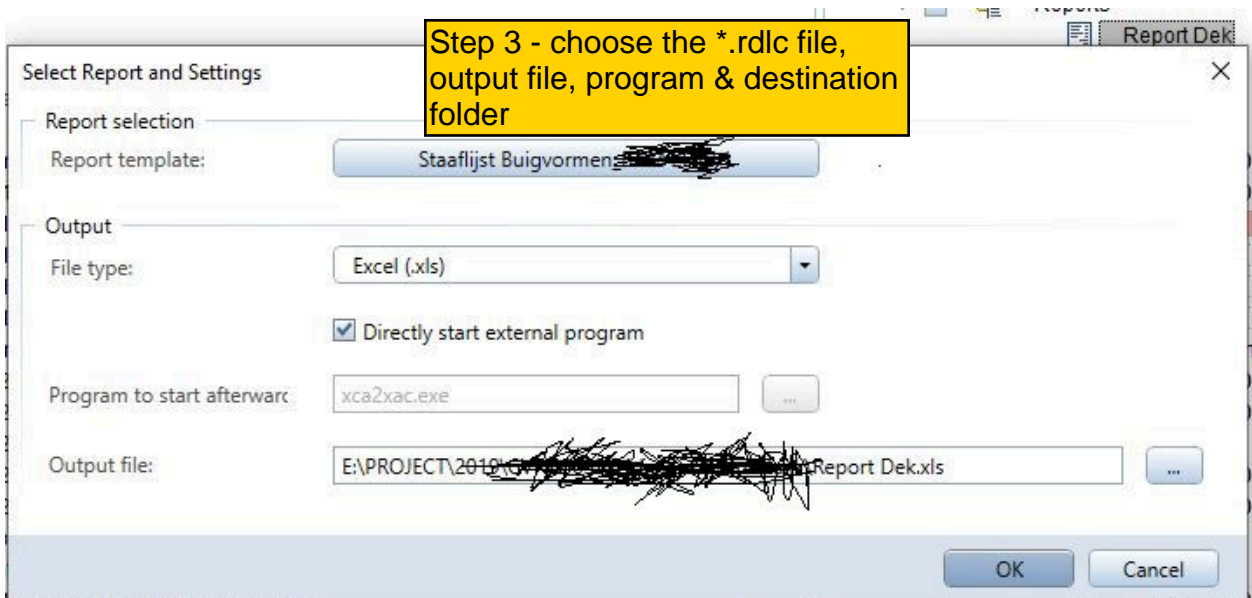 Reports
Report Dek
Step 3 - choose the *.rdlc file,
output file, program & destination
folder
Select Report and Settings
Report selection
Report template:
Staaflijst Buigvormen
Output
File type:
Excel (.xls)
Directly start external program
Program to start afterwarc
xca2xac.exe
...
Output file:
E:\PROJECT\2019\ Report Dek.xls
...
OK
Cancel